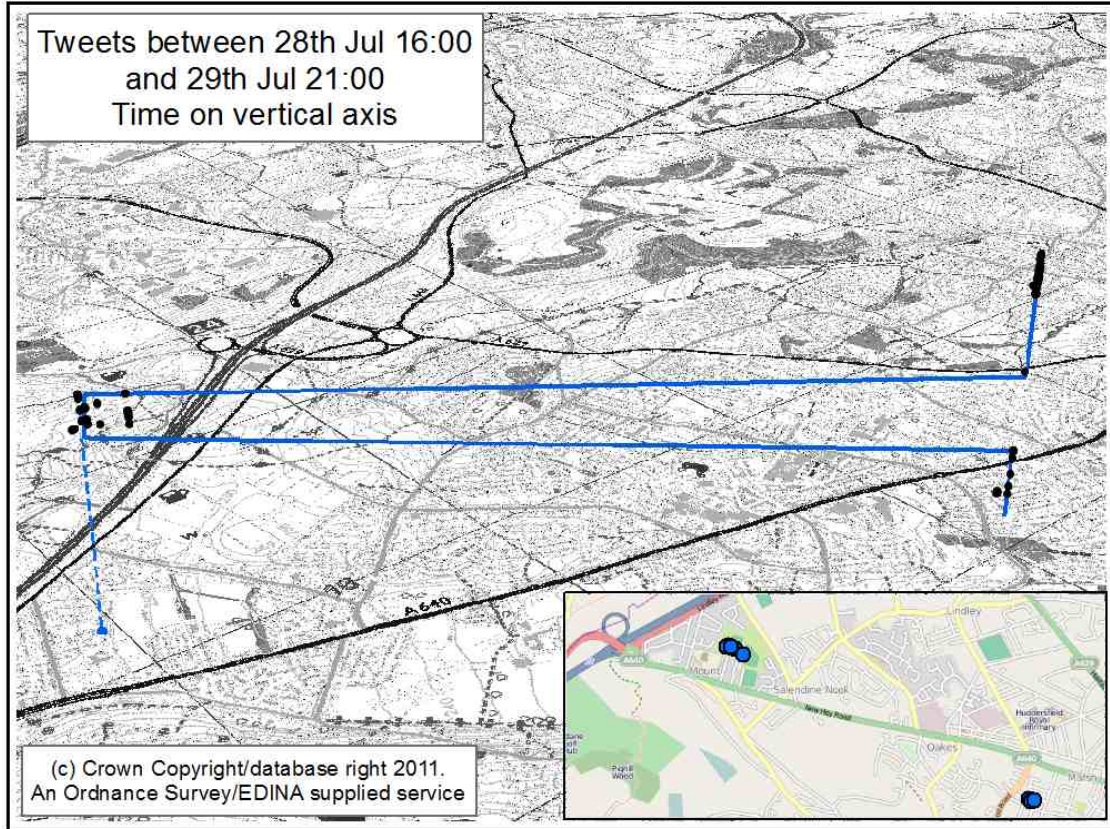 Tweets between 28th Jul 16:00
and 29th Jul 21:00
Time on vertical axis
A640
(c) Crown Copyright/database right 2011.
An Ordnance Survey/EDINA supplied service
Lindley
A640
Mount
Salendine Nook
A629
New Hey Road
Huddersfield
Royal
Infirmary
Oakes
A640
Marsh
Wood